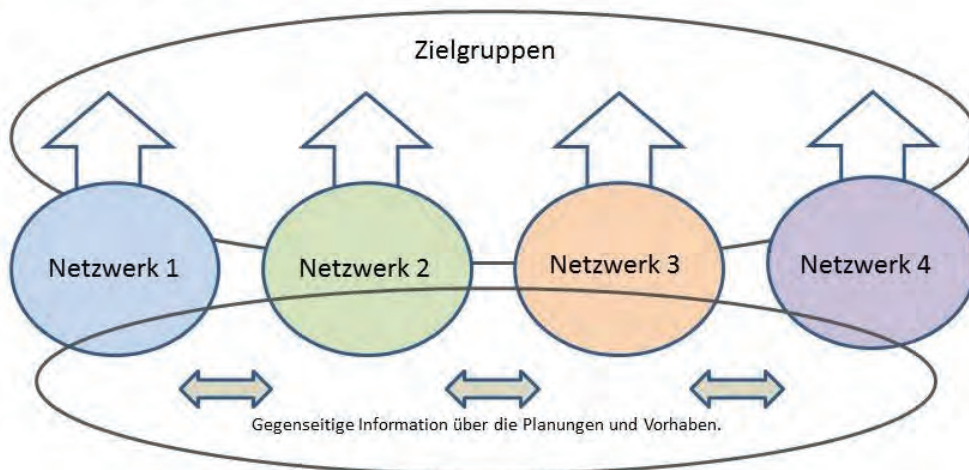 Zielgruppen
Netzwerk 1
Netzwerk 2
Netzwerk 3
Netzwerk 4
Gegenseitige Information über die Planungen und Vorhaben.